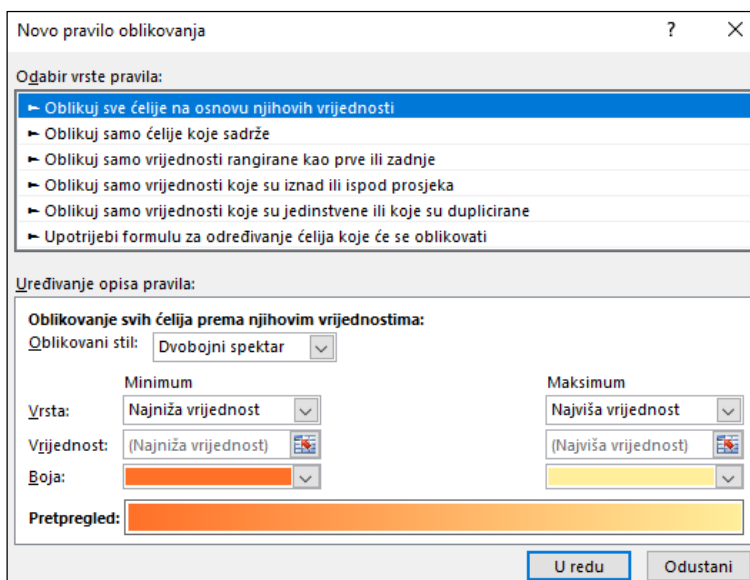 Novo pravilo oblikovanja ?
Odabir vrste pravila:
► Oblikuj sve ćelije na osnovu njihovih vrijednosti
► Oblikuj samo ćelije koje sadrže
► Oblikuj samo vrijednosti rangirane kao prve ili zadnje
► Oblikuj samo vrijednosti koje su iznad ili ispod prosjeka
► Oblikuj samo vrijednosti koje su jedinstvene ili koje su duplicirane
► Upotrijebi formulu za određivanje ćelija koje će se oblikovati
Uređivanje opisa pravila:
Oblikovanje svih ćelija prema njihovim vrijednostima:
Oblikovani stil: Dvobojni spektar
Minimum Maksimum
Vrsta: Najniža vrijednost Najviša vrijednost
Vrijednost: (Najniža vrijednost) (Najviša vrijednost)
Boja:
Pretpregled:
U redu Odustani